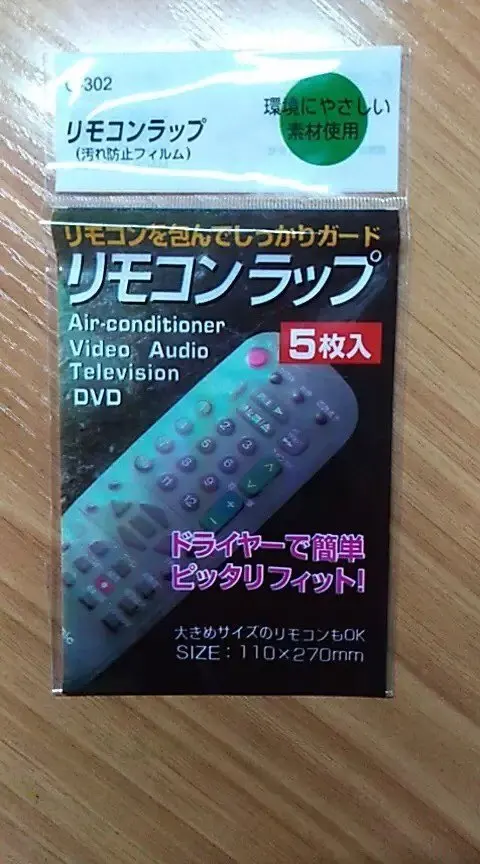 -302
環境にやさしい
素材使用
リモコンラップ
(汚れ防止フィルム)
リモコンを包んでしっかりガード
リモコンラップ
Air-conditioner
Video Audio
Television
DVD
5枚入
ドライヤーで簡単
ピッタリフィット!
大きめサイズのリモコンもOK
SIZE:110×270mm